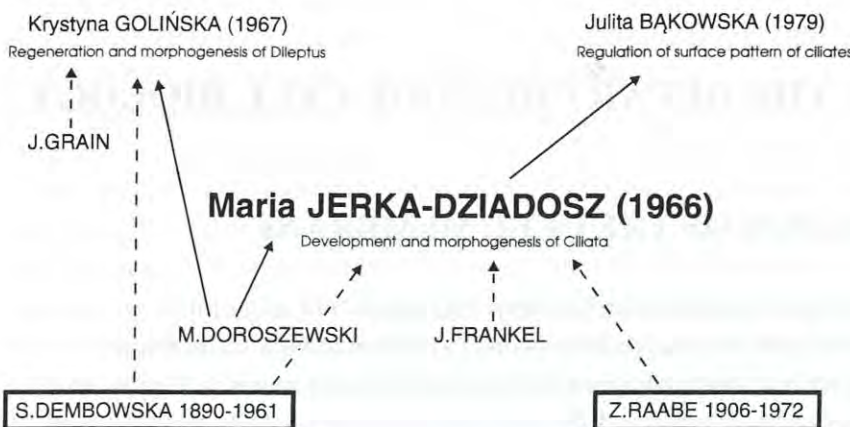 Krystyna GOLIŃSKA (1967)
Regeneration and morphogenesis of Dileptus
Julita BĄKOWSKA (1979)
Regulation of surface pattern of ciliates
J.GRAIN
Maria JERKA-DZIADOSZ (1966)
Development and morphogenesis of Ciliata
M.DOROSZEWSKI
J.FRANKEL
S.DEMBOWSKA 1890-1961
Z.RAABE 1906-1972